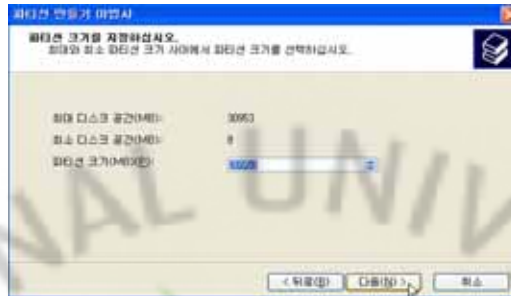 파티션 만들기 마법사
파티션 크기를 지정하십시오.
최대와 최소 파티션 크기 사이에서 파티션 크기를 선택하십시오.
최대 디스크 공간(MB):
최소 디스크 공간(MB): 8
파티션 크기(MB)(E):
< 뒤로(B) 다음(N) > 취소
NAL UNIV